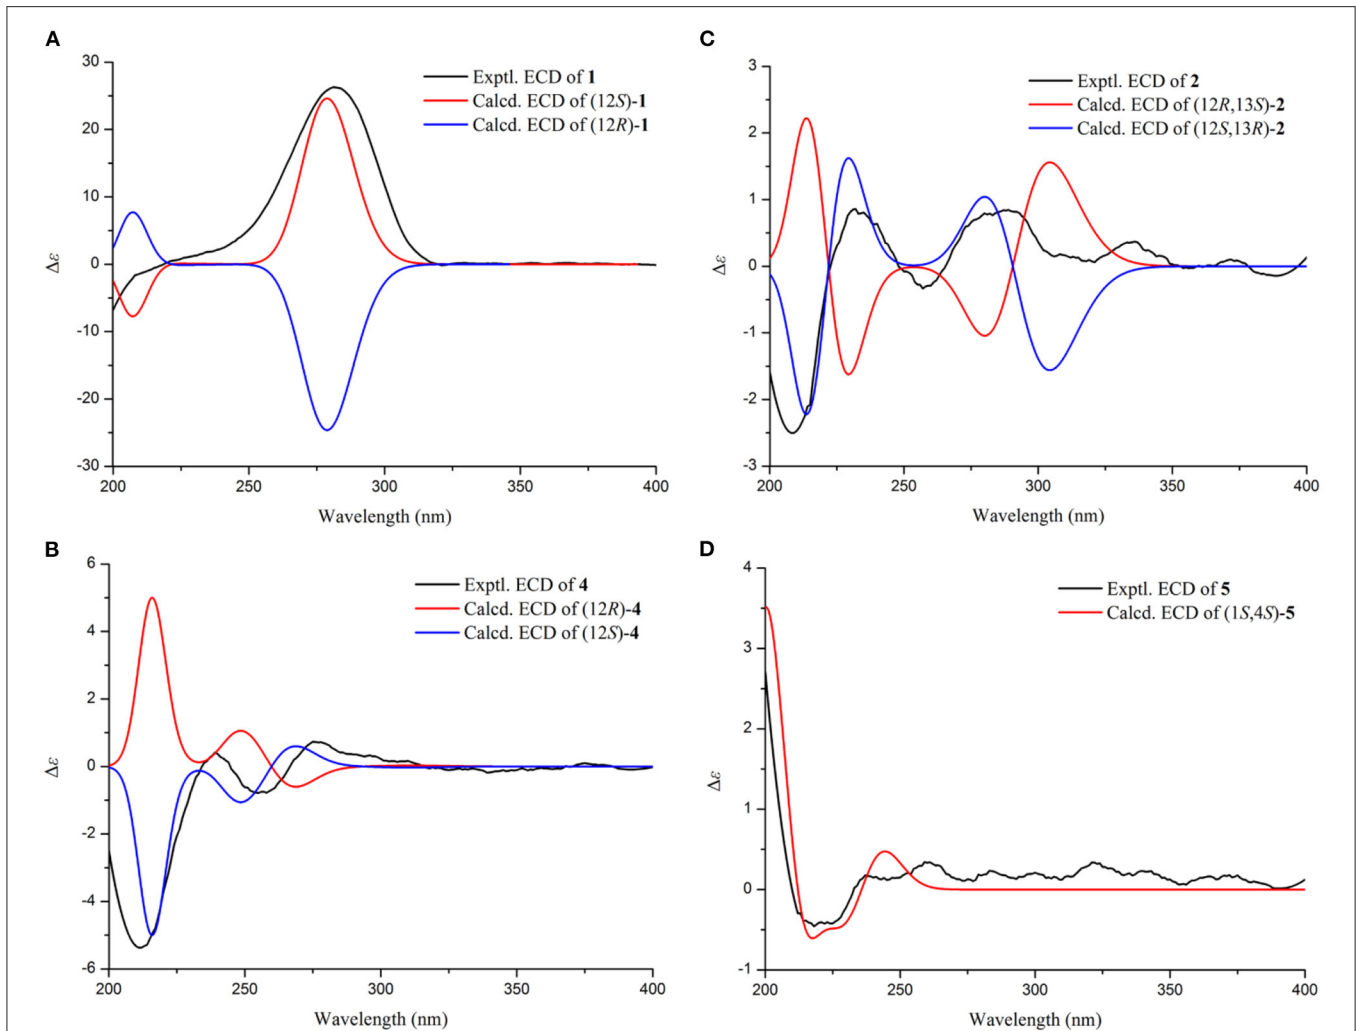 A
30
20
10
0
-10
-20
-30
Δε
Exptl. ECD of 1
Calcd. ECD of (12S)-1
Calcd. ECD of (12R)-1
200 250 300 350 400
Wavelength (nm)
C
3
2
1
0
-1
-2
-3
Δε
Exptl. ECD of 2
Calcd. ECD of (12R,13S)-2
Calcd. ECD of (12S,13R)-2
200 250 300 350 400
Wavelength (nm)
B
6
4
2
0
-2
-4
-6
Δε
Exptl. ECD of 4
Calcd. ECD of (12R)-4
Calcd. ECD of (12S)-4
200 250 300 350 400
Wavelength (nm)
D
4
3
2
1
0
-1
Δε
Exptl. ECD of 5
Calcd. ECD of (1S,4S)-5
200 250 300 350 400
Wavelength (nm)